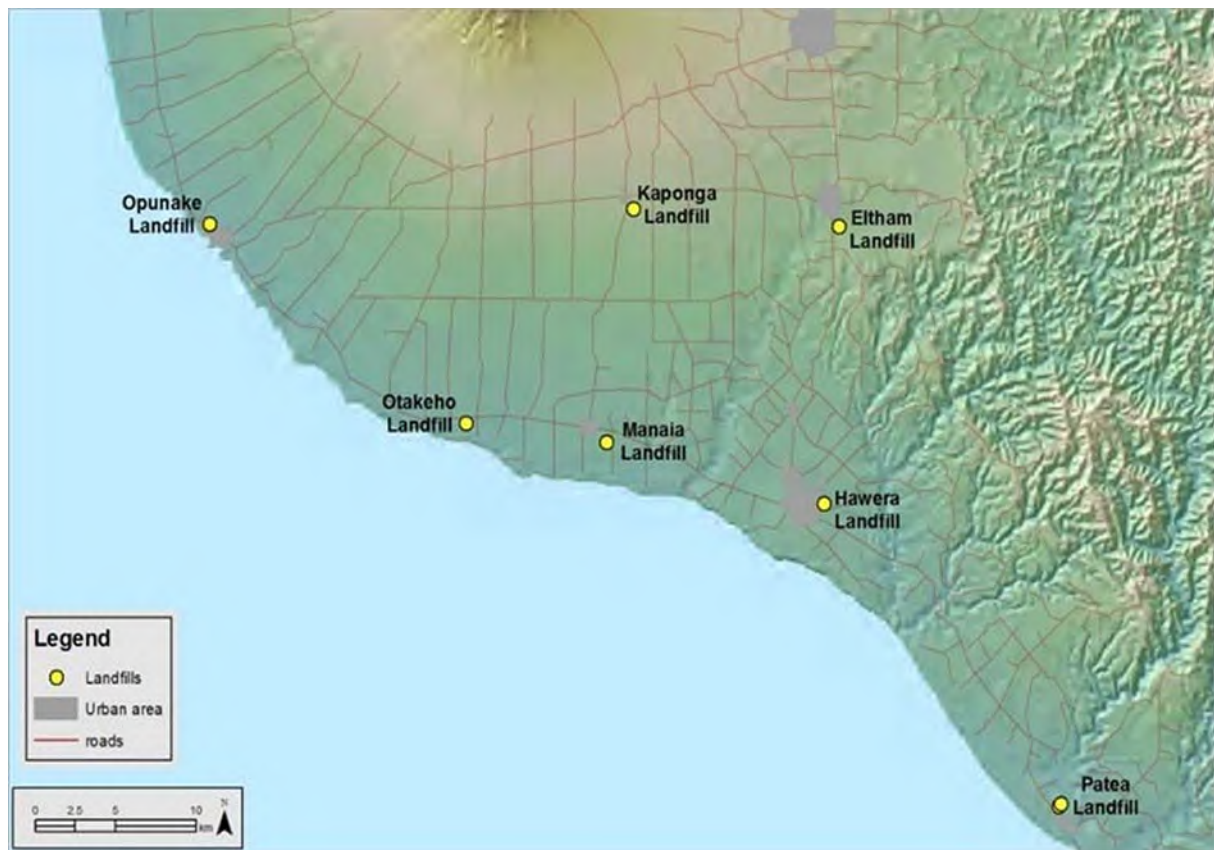 Opunake
Landfill
Kaponga
Landfill
Eltham
Landfill
Otakeho
Landfill
Manaia
Landfill
Hawera
Landfill
Patea
Landfill
Legend
Landfills
Urban area
roads
0 2.5 5 10
km
N